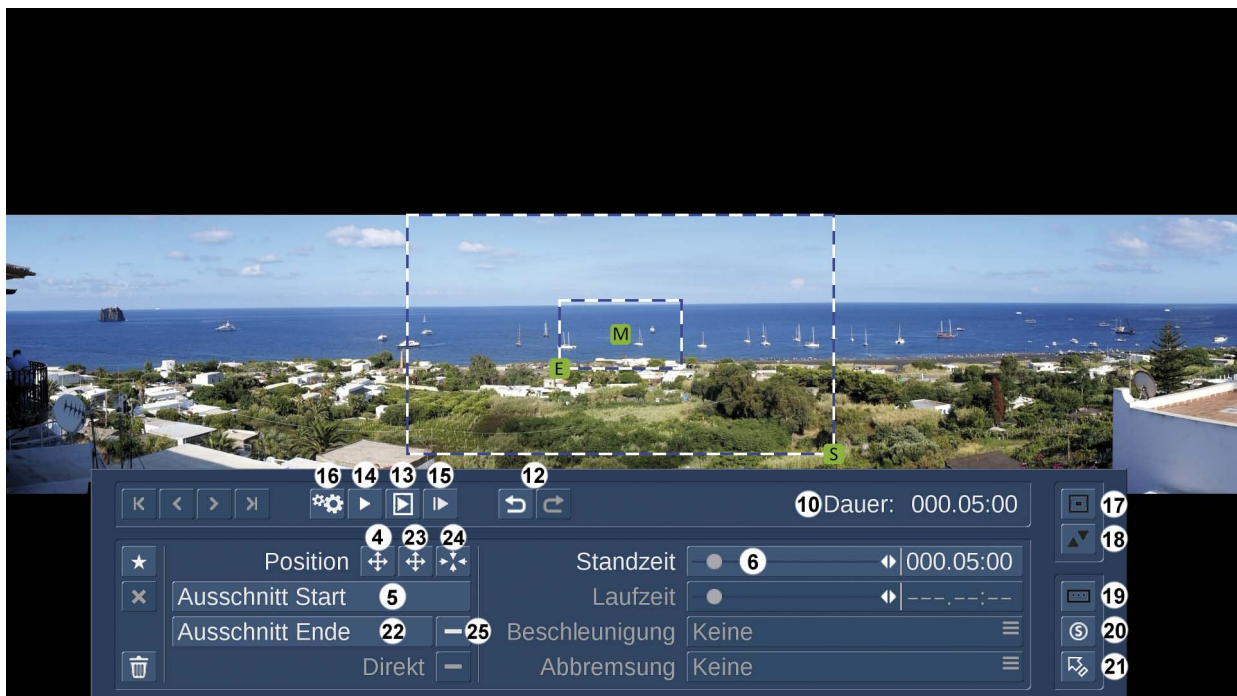 M
E
S
16 14 13 15 12
10 Dauer: 000.05:00 17
4 23 24 18
Position Standzeit 6 000.05:00
Ausschnitt Start 5 Laufzeit ---.--:-- 19
Ausschnitt Ende 22 25 Beschleunigung Keine S 20
Direkt Abbremsung Keine 21